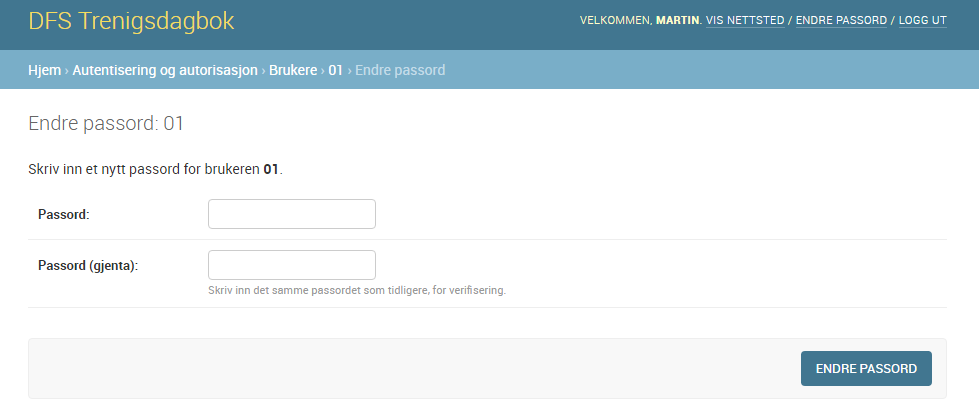 DFS Trenigsdagbok
VELKOMMEN, MARTIN. VIS NETTSTED / ENDRE PASSORD / LOGG UT
Hjem › Autentisering og autorisasjon › Brukere › 01 › Endre passord
Endre passord: 01
Skriv inn et nytt passord for brukeren 01.
Passord:
Passord (gjenta):
Skriv inn det samme passordet som tidligere, for verifisering.
ENDRE PASSORD